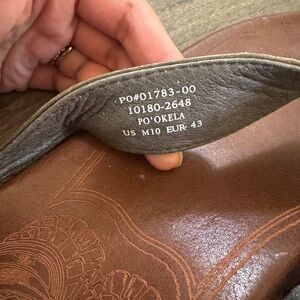 PO#01783-00
10180-2648
PO'OKELA
US M10 EUR 43